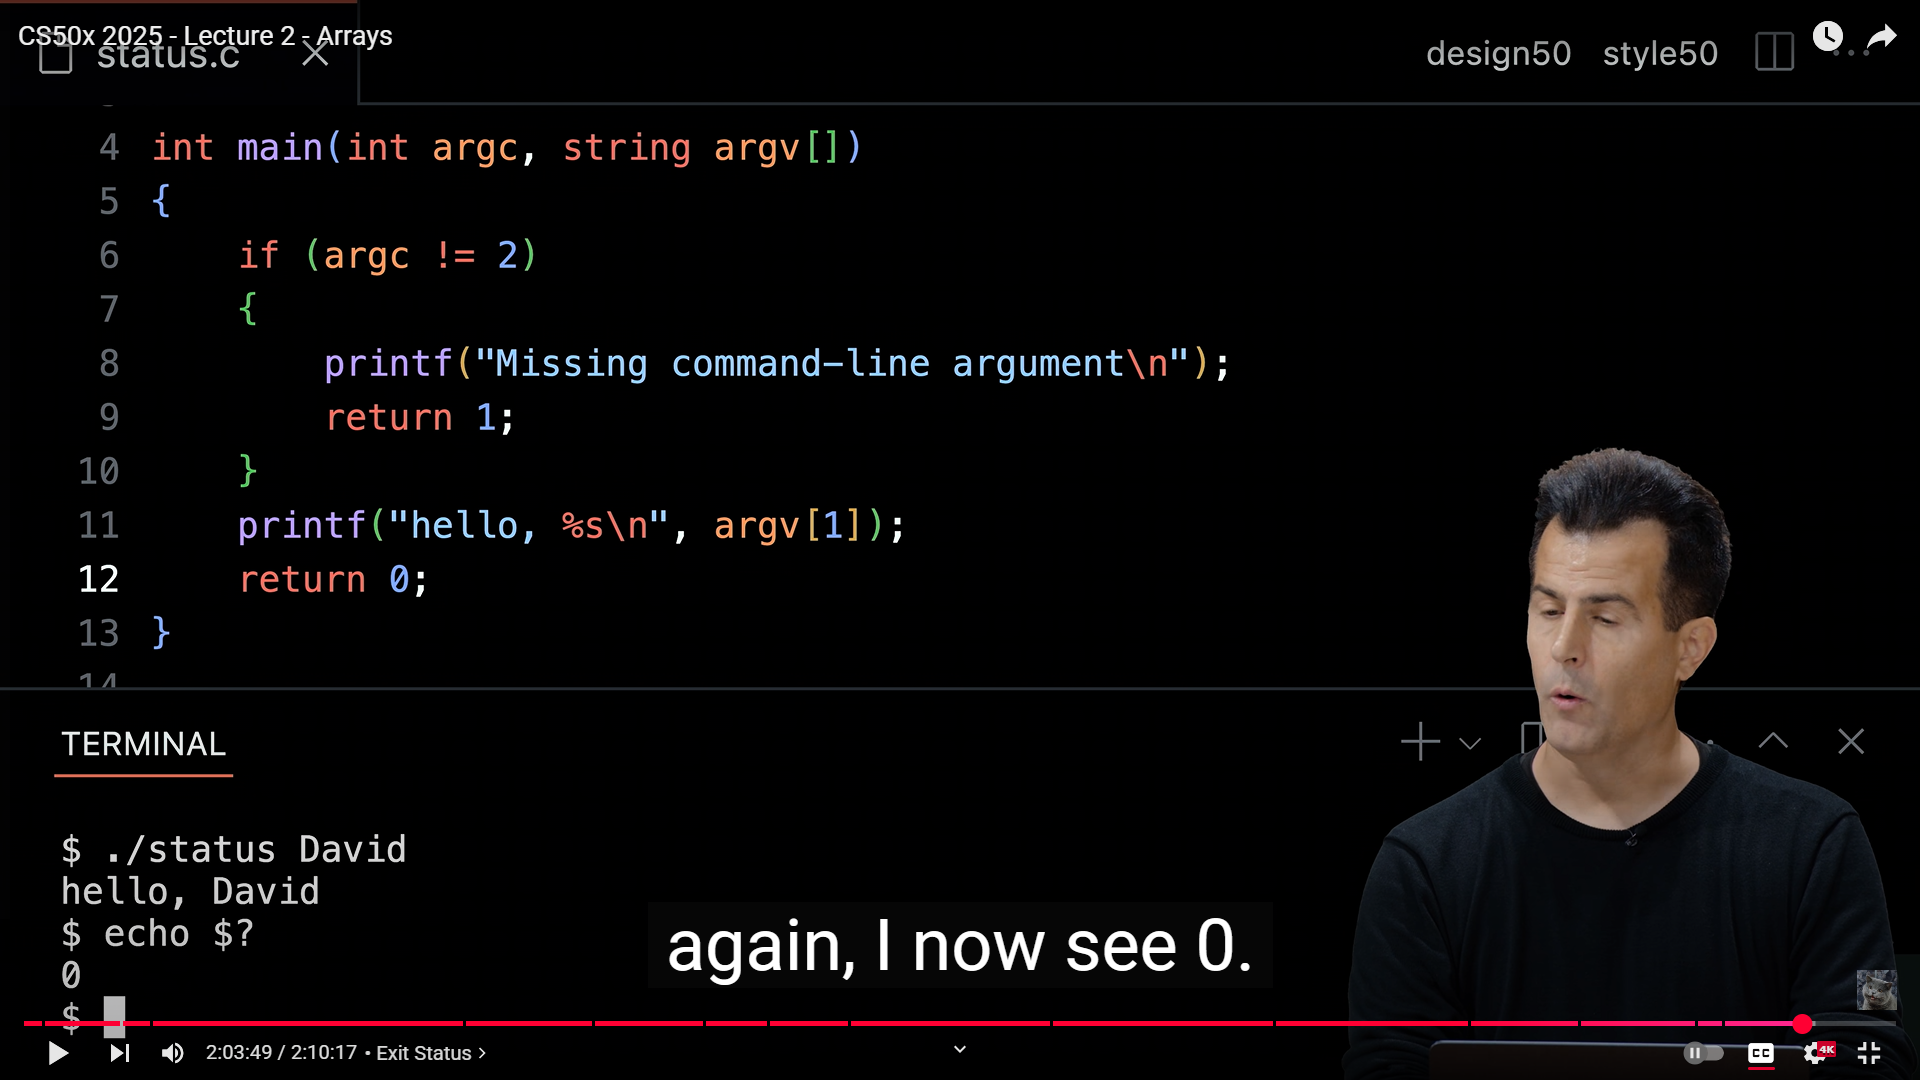 CS50x 2025 - Lecture 2 - Arrays
status.c
design50 style50
4 int main(int argc, string argv[])
5 {
6 if (argc != 2)
7 {
8 printf("Missing command-line argument\n");
9 return 1;
10 }
11 printf("hello, %s\n", argv[1]);
12 return 0;
13 }
14
TERMINAL
$ ./status David
hello, David
$ echo $?
0
$
again, I now see 0.
2:03:49 / 2:10:17 • Exit Status ›
CC
4K